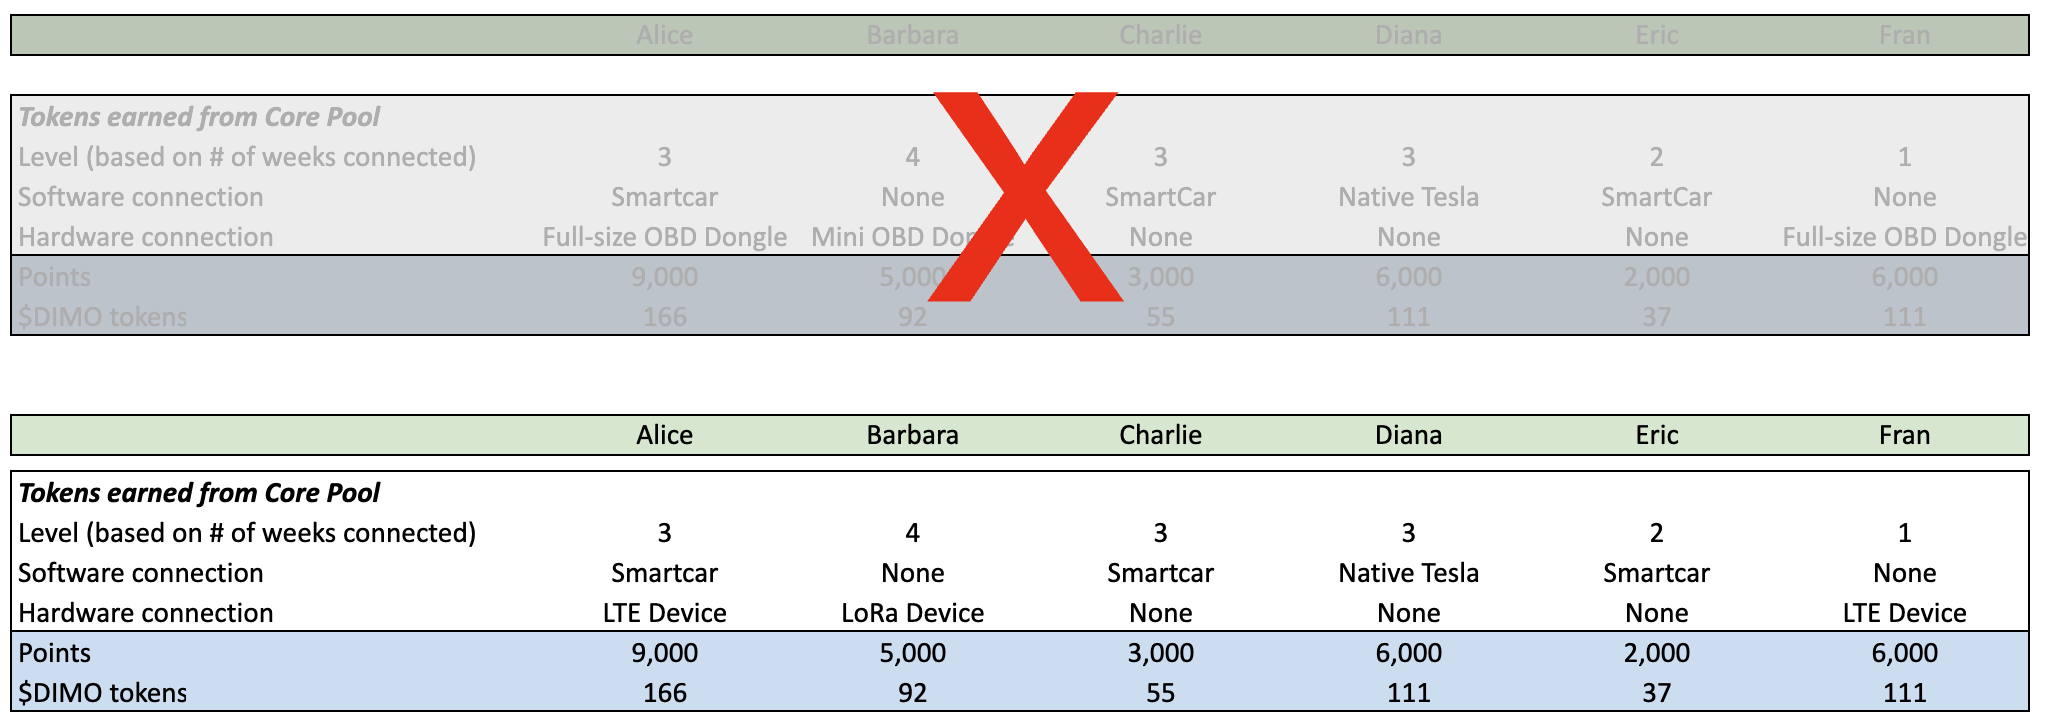 Alice Barbara Charlie Diana Eric Fran
Tokens earned from Core Pool
Level (based on # of weeks connected) 3 4 3 3 2 1
Software connection Smartcar None SmartCar Native Tesla SmartCar None
Hardware connection Full-size OBD Dongle Mini OBD None None None Full-size OBD Dongle
Points 9,000 5,000 3,000 6,000 2,000 6,000
$DIMO tokens 166 92 55 111 37 111
Alice Barbara Charlie Diana Eric Fran
Tokens earned from Core Pool
Level (based on # of weeks connected) 3 4 3 3 2 1
Software connection Smartcar None Smartcar Native Tesla Smartcar None
Hardware connection LTE Device LoRa Device None None None LTE Device
Points 9,000 5,000 3,000 6,000 2,000 6,000
$DIMO tokens 166 92 55 111 37 111